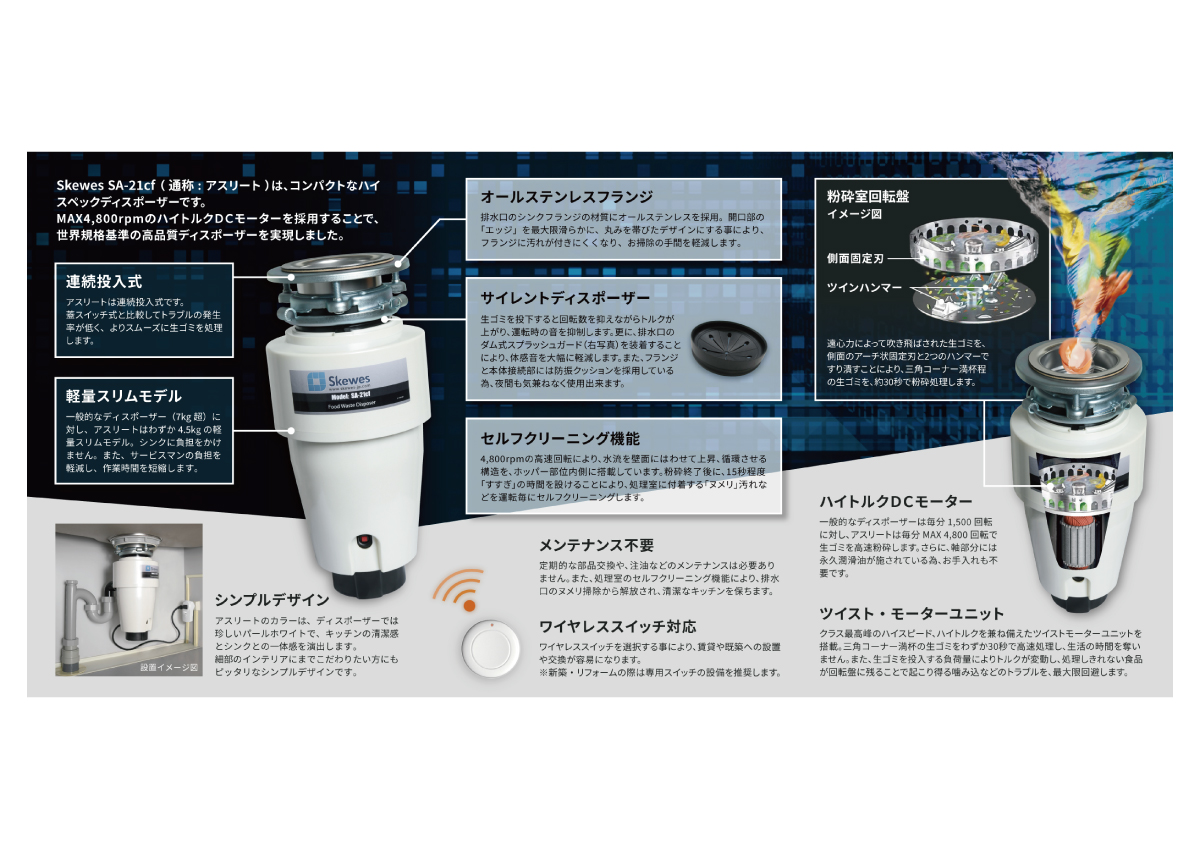 Skewes SA-21cf ( 通称 : アスリート )は、コンパクトなハイ
スペックディスポーザーです。
MAX4,800rpmのハイトルクDCモーターを採用することで、
世界規格基準の高品質ディスポーザーを実現しました。
連続投入式
アスリートは連続投入式です。
蓋スイッチ式と比較してトラブルの発生
率が低く、よりスムーズに生ゴミを処理
します。
軽量スリムモデル
一般的なディスポーザー（7kg 超）に
対し、アスリートはわずか 4.5kg の軽
量スリムモデル。シンクに負担をかけ
ません。また、サービスマンの負担を
軽減し、作業時間を短縮します。
Skewes
www.skewes-jp.com
Model: SA-21cf
Food Waste Disposer
設置イメージ図
シンプルデザイン
アスリートのカラーは、ディスポーザーでは
珍しいパールホワイトで、キッチンの清潔感
とシンクとの一体感を演出します。
細部のインテリアにまでこだわりたい方にも
ピッタリなシンプルデザインです。
オールステンレスフランジ
排水口のシンクフランジの材質にオールステンレスを採用。開口部の
「エッジ」を最大限滑らかに、丸みを帯びたデザインにする事により、
フランジに汚れが付きにくくなり、お掃除の手間を軽減します。
サイレントディスポーザー
生ゴミを投下すると回転数を抑えながらトルクが
上がり、運転時の音を抑制します。更に、排水口の
ダム式スプラッシュガード（右写真）を装着すること
により、体感音を大幅に軽減します。また、フランジ
と本体接続部には防振クッションを採用している
為、夜間も気兼ねなく使用出来ます。
セルフクリーニング機能
4,800rpmの高速回転により、水流を壁面にはわせて上昇、循環させる
構造を、ホッパー部位内側に搭載しています。粉砕終了後に、15秒程度
「すすぎ」の時間を設けることにより、処理室に付着する「ヌメリ」汚れな
どを運転毎にセルフクリーニングします。
メンテナンス不要
定期的な部品交換や、注油などのメンテナンスは必要あり
ません。また、処理室のセルフクリーニング機能により、排水
口のヌメリ掃除から解放され、清潔なキッチンを保ちます。
ワイヤレススイッチ対応
ワイヤレススイッチを選択する事により、賃貸や既築への設置
や交換が容易になります。
※新築・リフォームの際は専用スイッチの設備を推奨します。
粉砕室回転盤
イメージ図
側面固定刃
ツインハンマー
遠心力によって吹き飛ばされた生ゴミを、
側面のアーチ状固定刃と2つのハンマーで
すり潰すことにより、三角コーナー満杯程
の生ゴミを、約30秒で粉砕処理します。
ハイトルクDCモーター
一般的なディスポーザーは毎分 1,500 回転
に対し、アスリートは毎分 MAX 4,800 回転で
生ゴミを高速粉砕します。さらに、軸部分には
永久潤滑油が施されている為、お手入れも不
要です。
ツイスト・モーターユニット
クラス最高峰のハイスピード、ハイトルクを兼ね備えたツイストモーターユニットを
搭載。三角コーナー満杯の生ゴミをわずか30秒で高速処理し、生活の時間を奪い
ません。また、生ゴミを投入する負荷量によりトルクが変動し、処理しきれない食品
が回転盤に残ることで起こり得る噛み込などのトラブルを、最大限回避します。